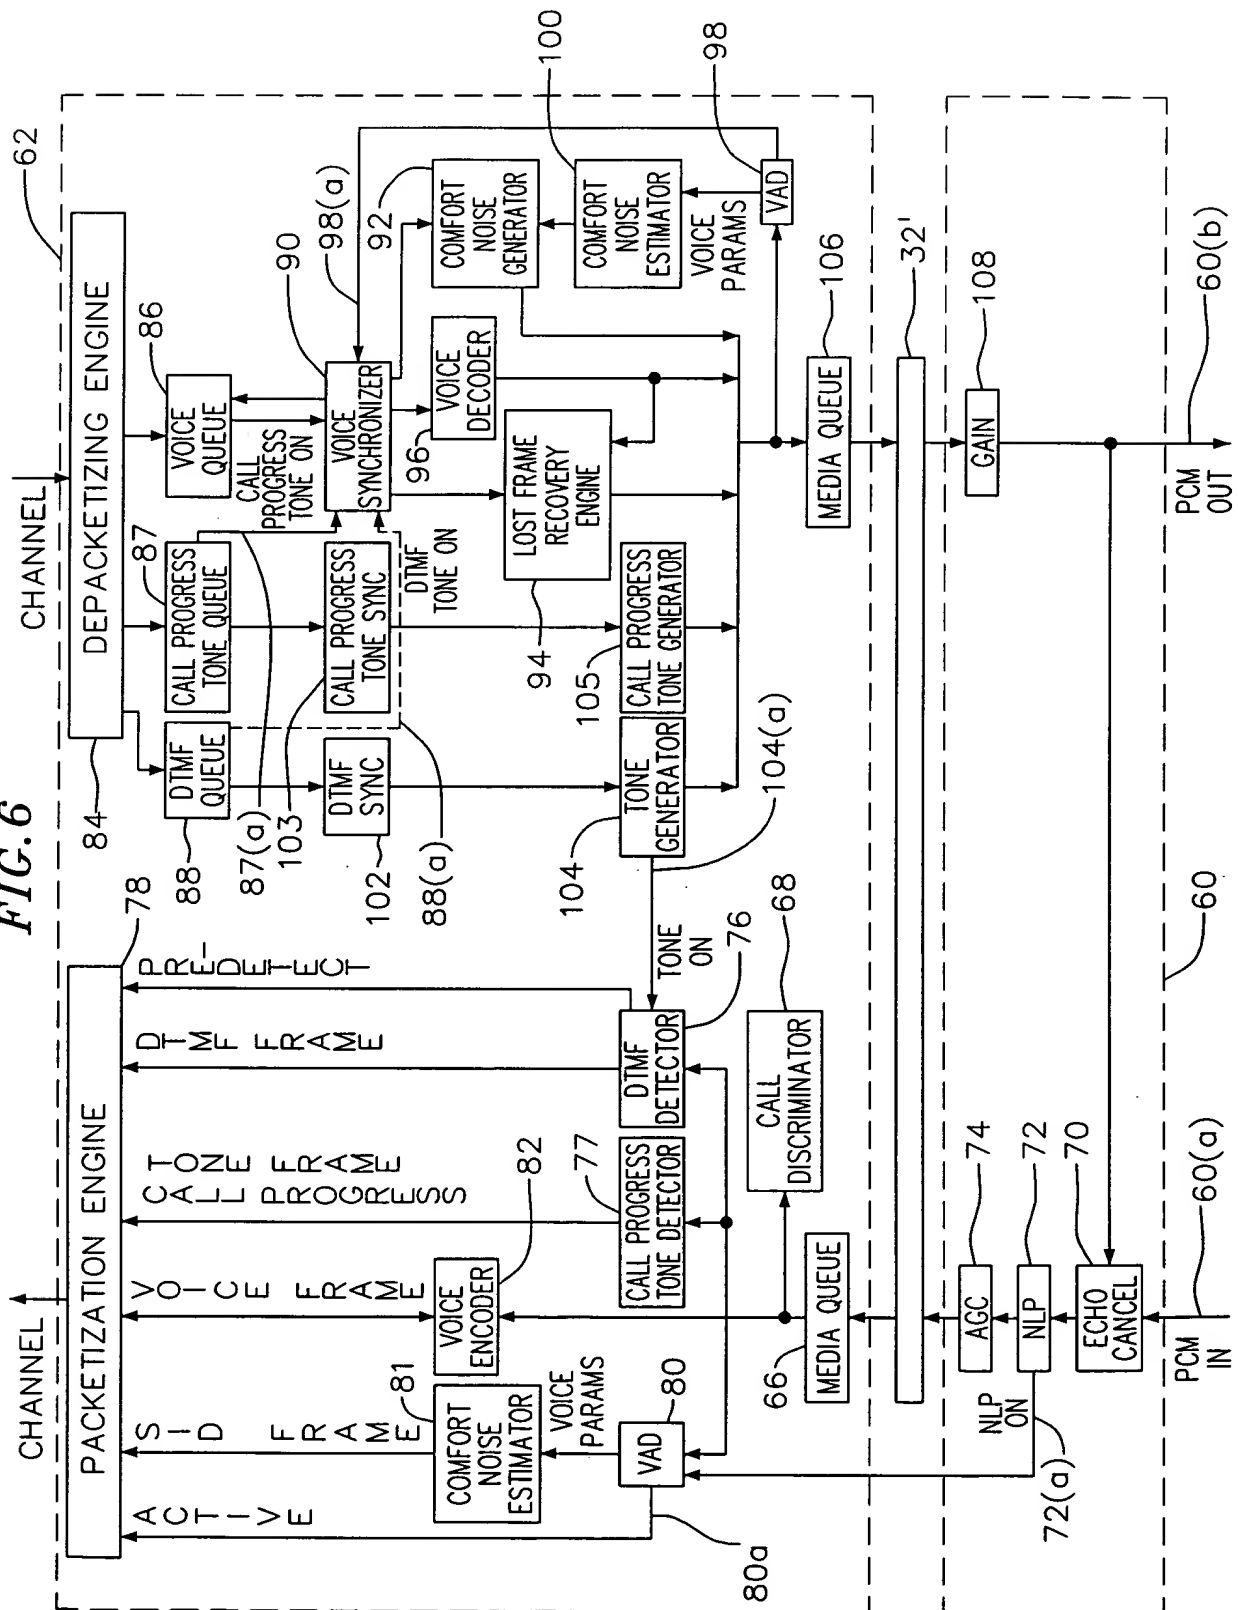 FIG.6
CHANNEL
CHANNEL
62
PACKETIZATION ENGINE
78
84
DEPACKETIZING ENGINE
ACTIVE
SID FRAME
VOICE FRAME
CALL PROGRESS
TONE FRAME
DTMF FRAME
PRE-
DETECT
88
DTMF
QUEUE
87
CALL PROGRESS
TONE QUEUE
86
VOICE
QUEUE
87(a)
103
CALL
PROGRESS
TONE ON
90
98(a)
102
DTMF
SYNC
CALL PROGRESS
TONE SYNC
VOICE
SYNCHRONIZER
88(a)
DTMF
TONE ON
92
COMFORT
NOISE
GENERATOR
96
VOICE
DECODER
94
LOST FRAME
RECOVERY
ENGINE
100
COMFORT
NOISE
ESTIMATOR
VOICE
PARAMS
98
VAD
81
COMFORT
NOISE
ESTIMATOR
82
VOICE
ENCODER
VOICE
PARAMS
80
VAD
80a
77
CALL PROGRESS
TONE DETECTOR
DTMF
DETECTOR
76
TONE
ON
104
TONE
GENERATOR
104(a)
105
CALL PROGRESS
TONE GENERATOR
68
CALL
DISCRIMINATOR
66
MEDIA QUEUE
MEDIA QUEUE
106
32'
74
AGC
72
NLP
NLP
ON
72(a)
70
ECHO
CANCEL
GAIN
108
60
PCM
IN
60(a)
PCM
OUT
60(b)